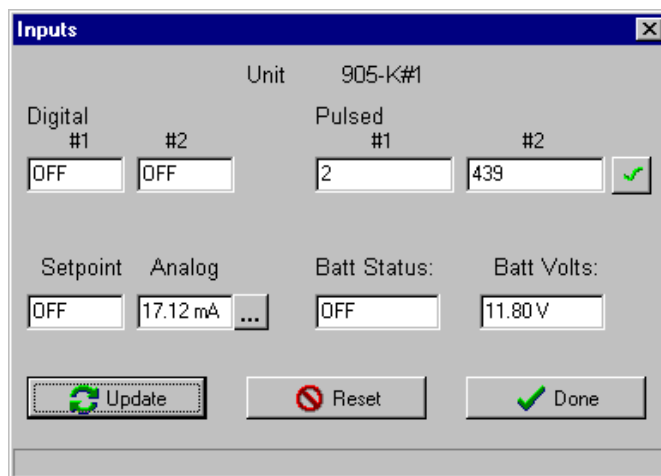 Inputs
Unit 905-K#1
Digital Pulsed
#1 #2 #1 #2
OFF OFF 2 439
Setpoint Analog Batt Status: Batt Volts:
OFF 17.12 mA ... OFF 11.80 V
Update Reset Done